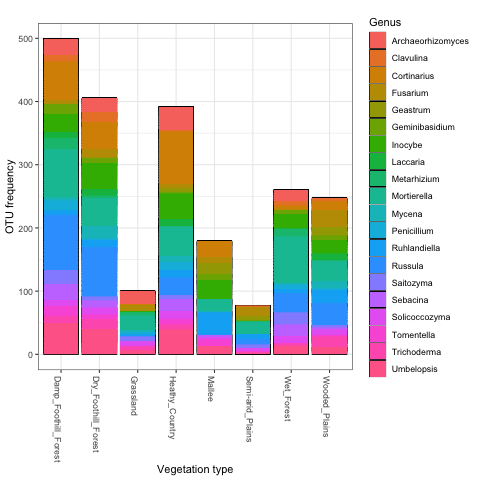 Genus
Archaeorhizomyces
Clavulina
Cortinarius
Fusarium
Geastrum
Geminibasidium
Inocybe
Laccaria
Metarhizium
Mortierella
Mycena
Penicillium
Ruhlandiella
Russula
Saitozyma
Sebacina
Solicoccozyma
Tomentella
Trichoderma
Umbelopsis
OTU frequency
500
400
300
200
100
0
Damp_Foothill_Forest
Dry_Foothill_Forest
Grassland
Heathy_Country
Mallee
Semi-arid_Plains
Wet_Forest
Wooded_Plains
Vegetation type